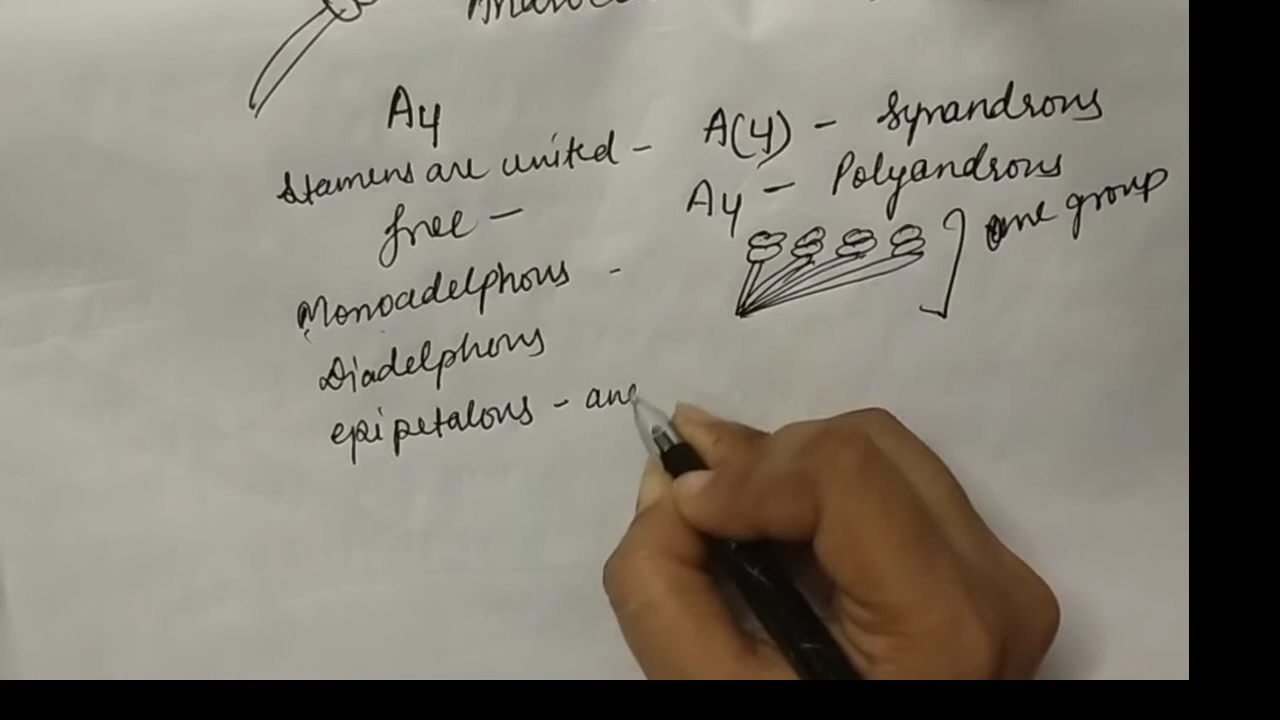 A4
Stamens are united - A(4) - Synandrous
free - A4 - Polyandrous
Monoadelphous - one group
Diadelphous
epipetalous - an